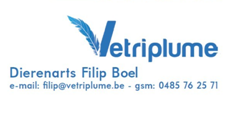 Vetriplume
Dierenarts Filip Boel
e-mail: filip@vetriplume.be - gsm: 0485 76 25 71